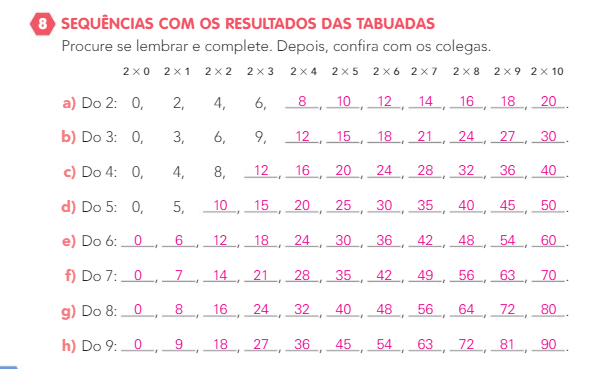 8 SEQUÊNCIAS COM OS RESULTADOS DAS TABUADAS
Procure se lembrar e complete. Depois, confira com os colegas.
2 × 0 2 × 1 2 × 2 2 × 3 2 × 4 2 × 5 2 × 6 2 × 7 2 × 8 2 × 9 2 × 10
a) Do 2: 0, 2, 4, 6, 8, 10, 12, 14, 16, 18, 20.
b) Do 3: 0, 3, 6, 9, 12, 15, 18, 21, 24, 27, 30.
c) Do 4: 0, 4, 8, 12, 16, 20, 24, 28, 32, 36, 40.
d) Do 5: 0, 5, 10, 15, 20, 25, 30, 35, 40, 45, 50.
e) Do 6: 0, 6, 12, 18, 24, 30, 36, 42, 48, 54, 60.
f) Do 7: 0, 7, 14, 21, 28, 35, 42, 49, 56, 63, 70.
g) Do 8: 0, 8, 16, 24, 32, 40, 48, 56, 64, 72, 80.
h) Do 9: 0, 9, 18, 27, 36, 45, 54, 63, 72, 81, 90.